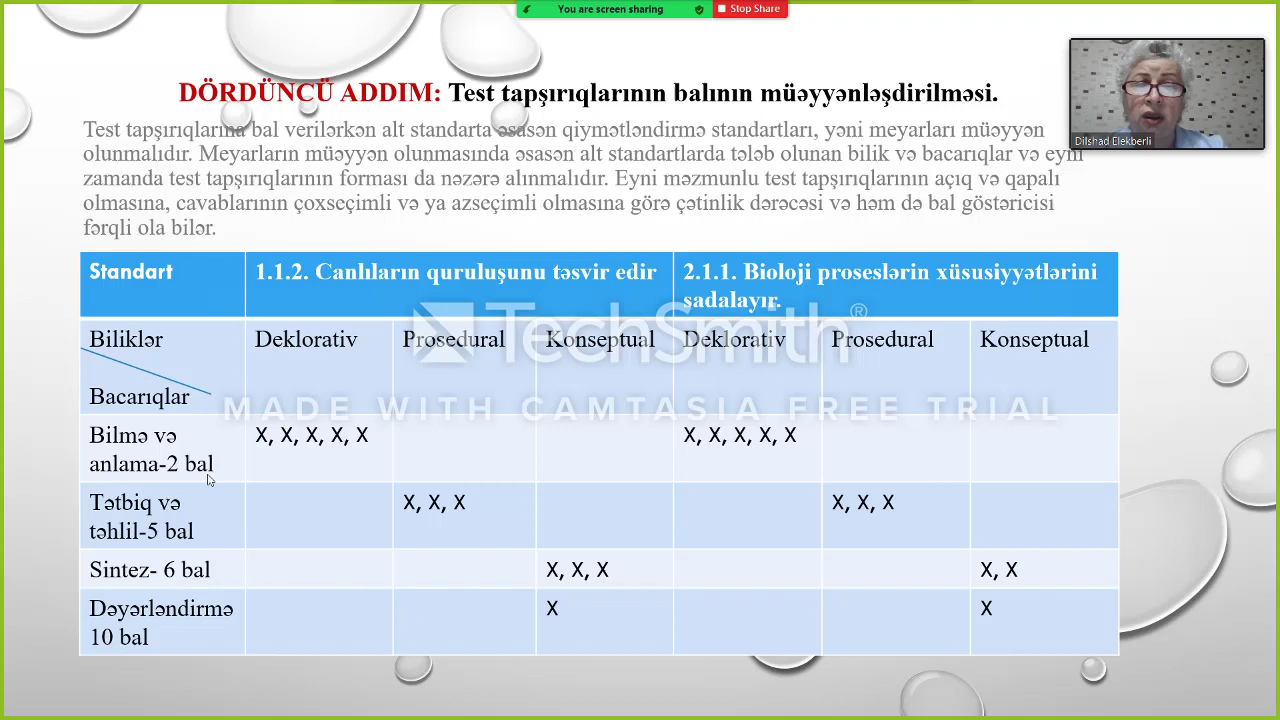 You are screen sharing
Stop Share
DÖRDÜNCÜ ADDIM: Test tapşırıqlarının balının müəyyənləşdirilməsi.
Dilshad Elekberli
Test tapşırıqlarına bal verilərkən alt standarta əsasən qiymətləndirmə standartları, yəni meyarları müəyyən
olunmalıdır. Meyarların müəyyən olunmasında əsasən alt standartlarda tələb olunan bilik və bacarıqlar və eyni
zamanda test tapşırıqlarının forması da nəzərə alınmalıdır. Eyni məzmunlu test tapşırıqlarının açıq və qapalı
olmasına, cavablarının çoxseçimli və ya azseçimli olmasına görə çətinlik dərəcəsi və həm də bal göstəricisi
fərqli ola bilər.
Standart 1.1.2. Canlıların quruluşunu təsvir edir 2.1.1. Bioloji proseslərin xüsusiyyətlərini
sadalayır.
TechSmith®
Biliklər Deklorativ Prosedural Konseptual Deklorativ Prosedural Konseptual
Bacarıqlar
MADE WITH CAMTASIA FREE TRIAL
Bilmə və X, X, X, X, X X, X, X, X, X
anlama-2 bal
Tətbiq və X, X, X X, X, X
təhlil-5 bal
Sintez- 6 bal X, X, X X, X
Dəyərləndirmə X X
10 bal